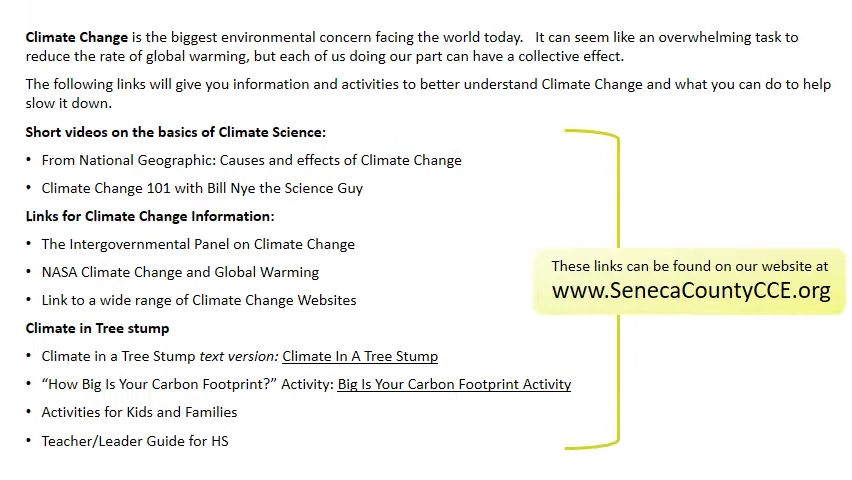 Climate Change is the biggest environmental concern facing the world today.   It can seem like an overwhelming task to
reduce the rate of global warming, but each of us doing our part can have a collective effect.
The following links will give you information and activities to better understand Climate Change and what you can do to help
slow it down.
Short videos on the basics of Climate Science:
• From National Geographic: Causes and effects of Climate Change
• Climate Change 101 with Bill Nye the Science Guy
Links for Climate Change Information:
• The Intergovernmental Panel on Climate Change
• NASA Climate Change and Global Warming
• Link to a wide range of Climate Change Websites
Climate in Tree stump
• Climate in a Tree Stump text version: Climate In A Tree Stump
• “How Big Is Your Carbon Footprint?” Activity: Big Is Your Carbon Footprint Activity
• Activities for Kids and Families
• Teacher/Leader Guide for HS
These links can be found on our website at
www.SenecaCountyCCE.org